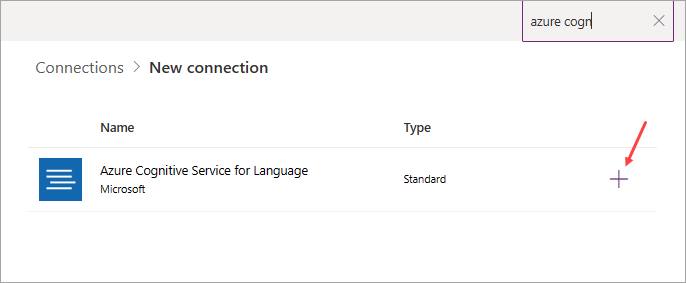 azure cogn
Connections > New connection
Name Type
Azure Cognitive Service for Language
Microsoft
Standard